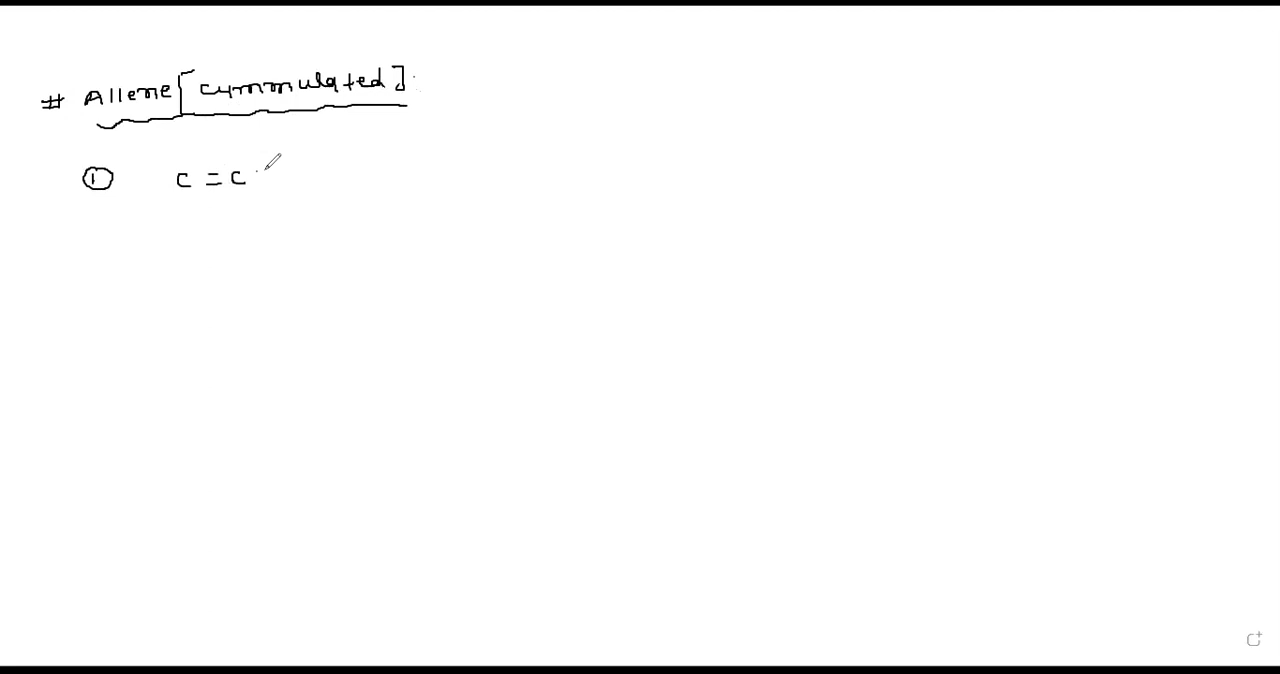 # Allene [cummulated]
① C = C